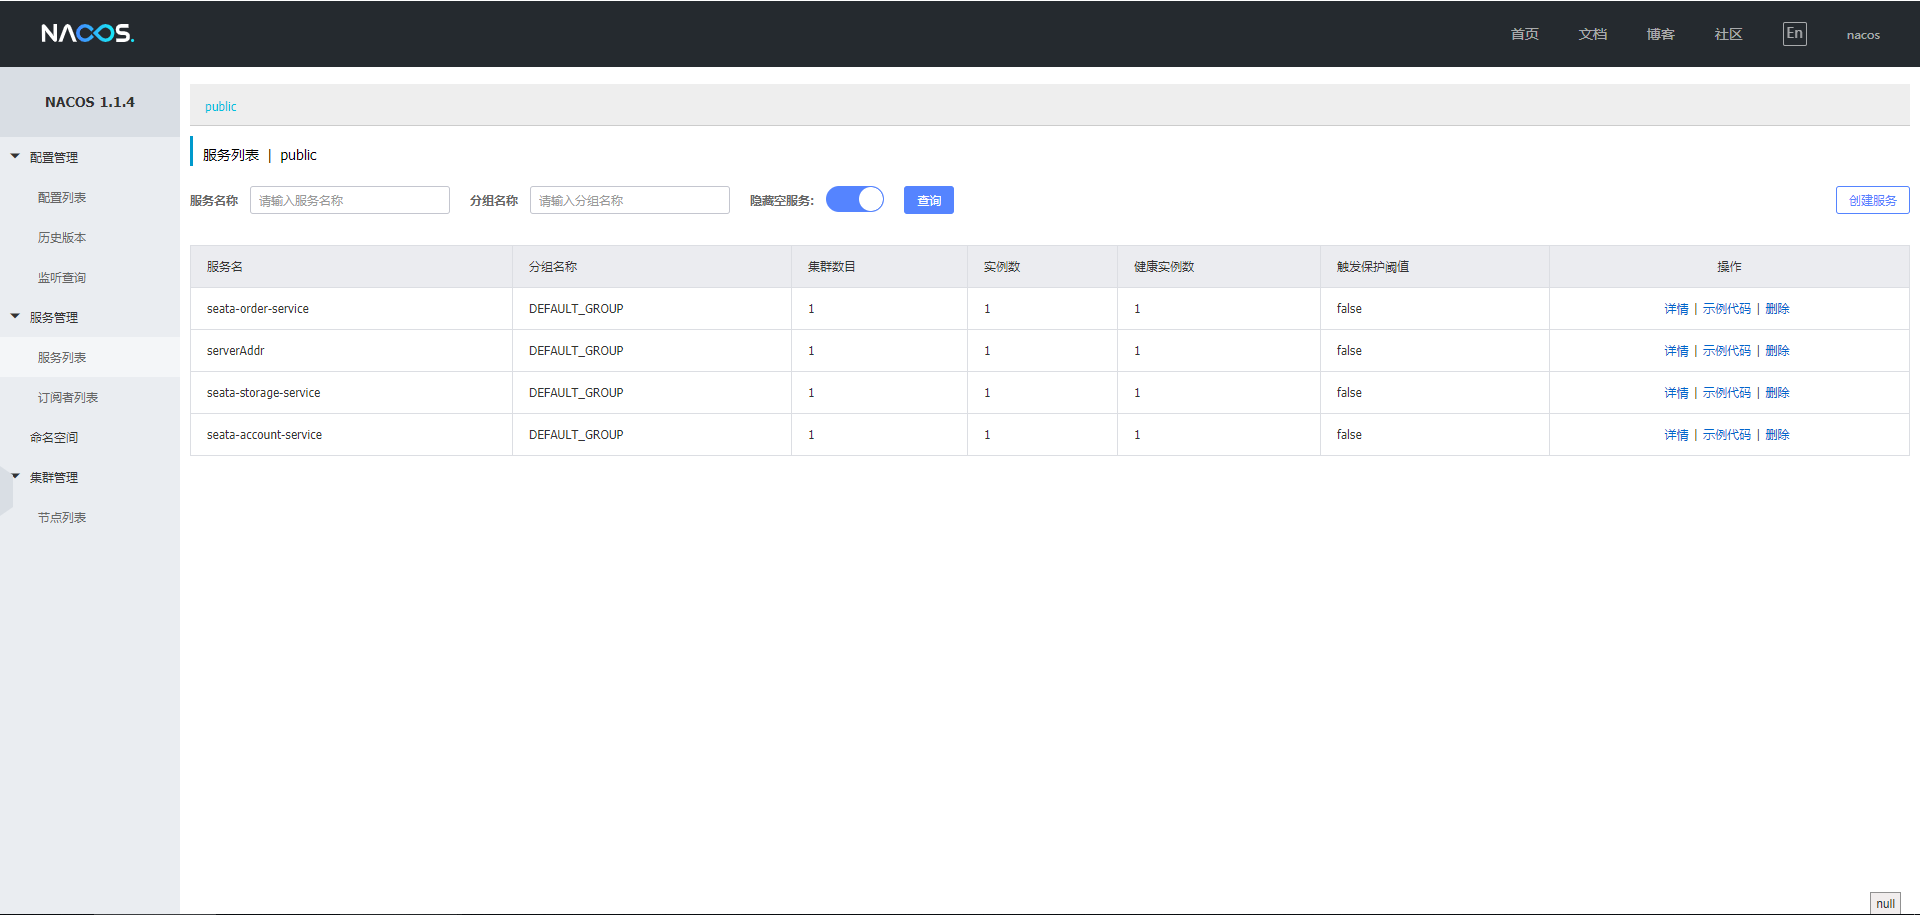 NACOS.
首页 文档 博客 社区 En nacos
NACOS 1.1.4
配置管理
配置列表
历史版本
监听查询
服务管理
服务列表
订阅者列表
命名空间
集群管理
节点列表
public
服务列表 | public
服务名称 请输入服务名称 分组名称 请输入分组名称 隐藏空服务: 查询 创建服务
服务名 分组名称 集群数目 实例数 健康实例数 触发保护阈值 操作
seata-order-service DEFAULT_GROUP 1 1 1 false 详情 | 示例代码 | 删除
serverAddr DEFAULT_GROUP 1 1 1 false 详情 | 示例代码 | 删除
seata-storage-service DEFAULT_GROUP 1 1 1 false 详情 | 示例代码 | 删除
seata-account-service DEFAULT_GROUP 1 1 1 false 详情 | 示例代码 | 删除
null